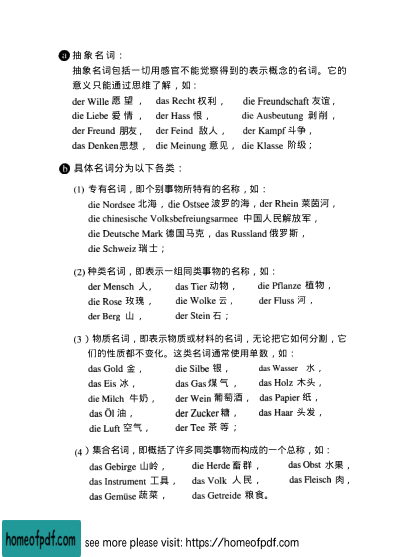 a 抽象名词：
抽象名词包括一切用感官不能觉察得到的表示概念的名词。它的
意义只能通过思维了解，如：
der Wille 愿望， das Recht 权利， die Freundschaft 友谊，
die Liebe 爱情， der Hass 恨， die Ausbeutung 剥削，
der Freund 朋友， der Feind 敌人， der Kampf 斗争，
das Denken 思想， die Meinung 意见， die Klasse 阶级；
b 具体名词分为以下各类：
(1) 专有名词，即个别事物所特有的名称，如：
die Nordsee 北海，die Ostsee 波罗的海，der Rhein 莱茵河，
die chinesische Volksbefreiungsarmee 中国人民解放军，
die Deutsche Mark 德国马克，das Russland 俄罗斯，
die Schweiz 瑞士；
(2) 种类名词，即表示一组同类事物的名称，如：
der Mensch 人， das Tier 动物， die Pflanze 植物，
die Rose 玫瑰， die Wolke 云， der Fluss 河，
der Berg 山， der Stein 石；
(3) 物质名词，即表示物质或材料的名词，无论把它如何分割，它
们的性质都不变化。这类名词通常使用单数，如：
das Gold 金， die Silbe 银， das Wasser 水，
das Eis 冰， das Gas 煤气， das Holz 木头，
die Milch 牛奶， der Wein 葡萄酒，das Papier 纸，
das Öl 油， der Zucker 糖， das Haar 头发，
die Luft 空气， der Tee 茶等；
(4) 集合名词，即概括了许多同类事物而构成的一个总称，如：
das Gebirge 山岭， die Herde 畜群， das Obst 水果，
das Instrument 工具， das Volk 人民， das Fleisch 肉，
das Gemüse 蔬菜， das Getreide 粮食。
homeofpdf.com see more please visit: https://homeofpdf.com